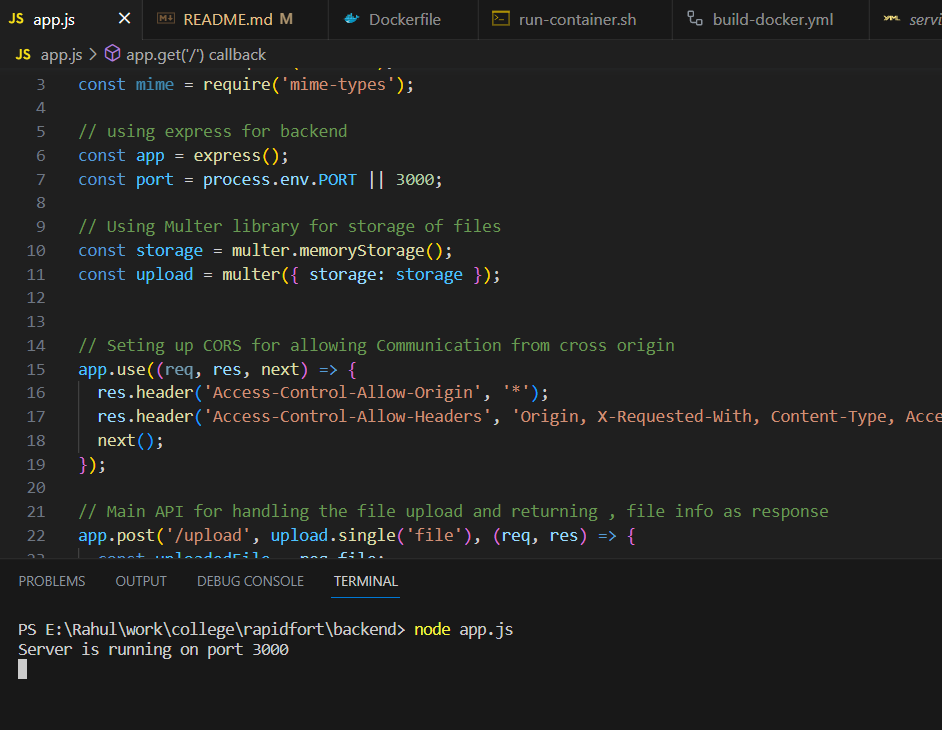 JS app.js × M↓ README.md M Dockerfile run-container.sh build-docker.yml YML servi
JS app.js > app.get('/') callback
3 const mime = require('mime-types');
4
5 // using express for backend
6 const app = express();
7 const port = process.env.PORT || 3000;
8
9 // Using Multer library for storage of files
10 const storage = multer.memoryStorage();
11 const upload = multer({ storage: storage });
12
13
14 // Seting up CORS for allowing Communication from cross origin
15 app.use((req, res, next) => {
16 res.header('Access-Control-Allow-Origin', '*');
17 res.header('Access-Control-Allow-Headers', 'Origin, X-Requested-With, Content-Type, Acce
18 next();
19 });
20
21 // Main API for handling the file upload and returning , file info as response
22 app.post('/upload', upload.single('file'), (req, res) => {
23 const uploadedFile = req.file;
PROBLEMS OUTPUT DEBUG CONSOLE TERMINAL
PS E:\Rahul\work\college\rapidfort\backend> node app.js
Server is running on port 3000